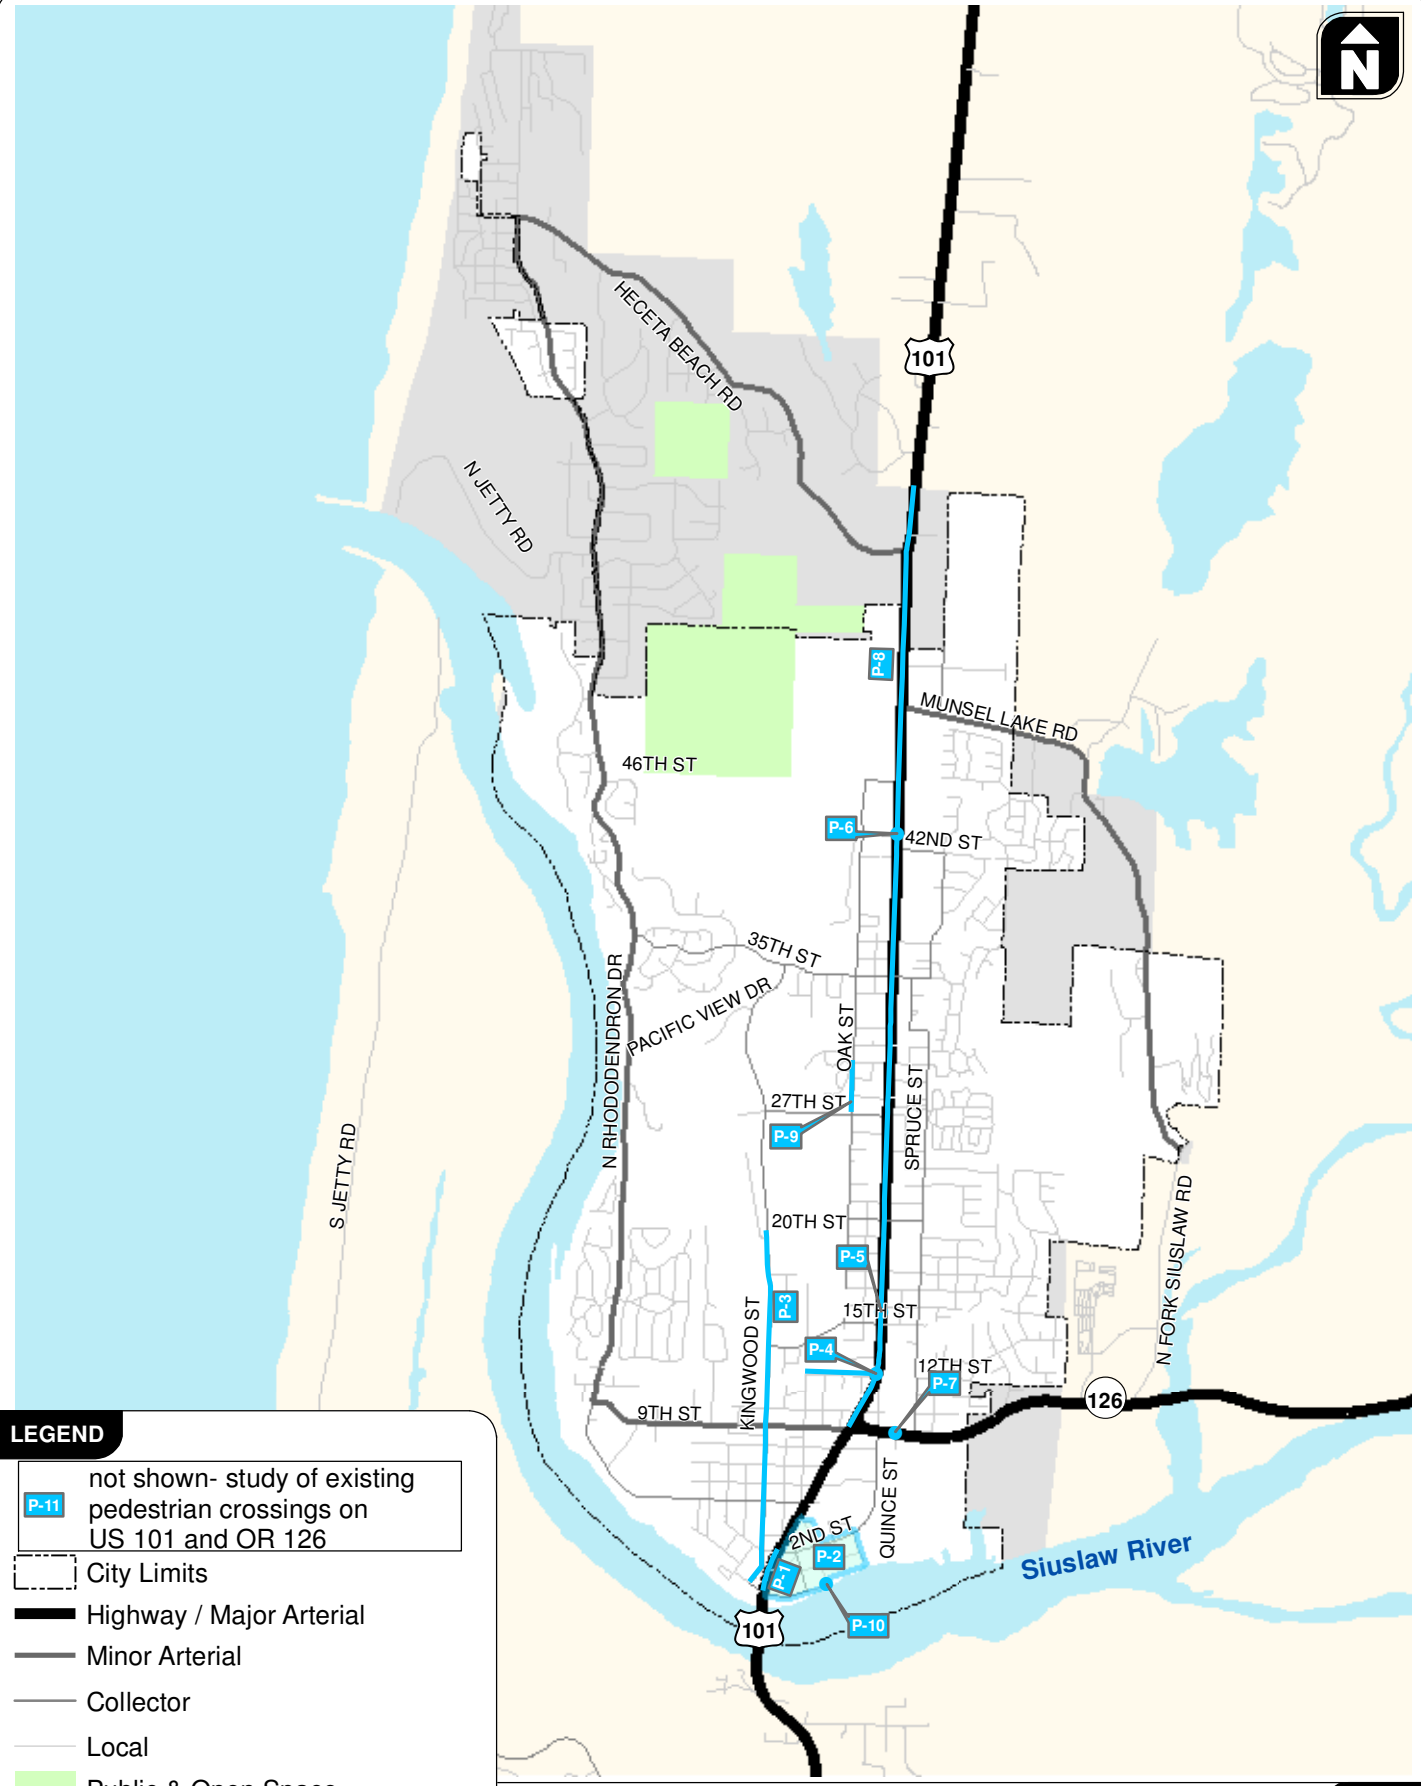 N
101
HECETA BEACH RD
N JETTY RD
P-8
MUNSEL LAKE RD
46TH ST
P-6
42ND ST
35TH ST
PACIFIC VIEW DR
N RHODODENDRON DR
OAK ST
SPRUCE ST
27TH ST
P-9
S JETTY RD
20TH ST
P-5
N FORK SIUSLAW RD
P-3
15TH ST
KINGWOOD ST
P-4
12TH ST
P-7
126
9TH ST
QUINCE ST
2ND ST
P-2
P-1
Siuslaw River
P-10
101
LEGEND
P-11
not shown- study of existing
pedestrian crossings on
US 101 and OR 126
City Limits
Highway / Major Arterial
Minor Arterial
Collector
Local
Public & Open Space